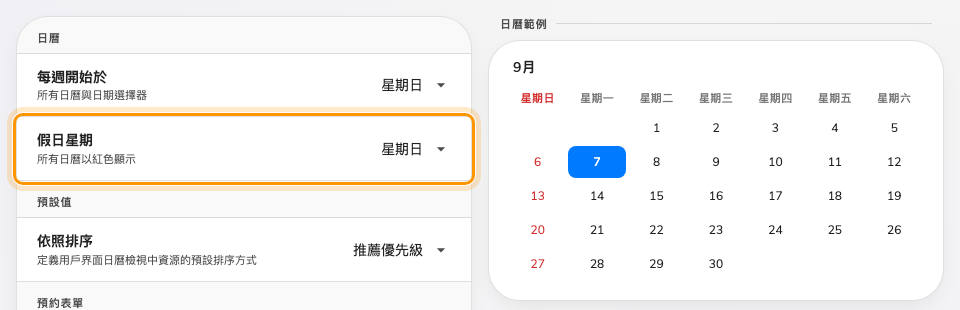 日曆
每週開始於
所有日曆與日期選擇器
星期日
假日星期
所有日曆以紅色顯示
星期日
預設值
依照排序
定義用戶界面日曆檢視中資源的預設排序方式
推薦優先級
預約表單
日曆範例
9月
星期日 星期一 星期二 星期三 星期四 星期五 星期六
1 2 3 4 5
6 7 8 9 10 11 12
13 14 15 16 17 18 19
20 21 22 23 24 25 26
27 28 29 30